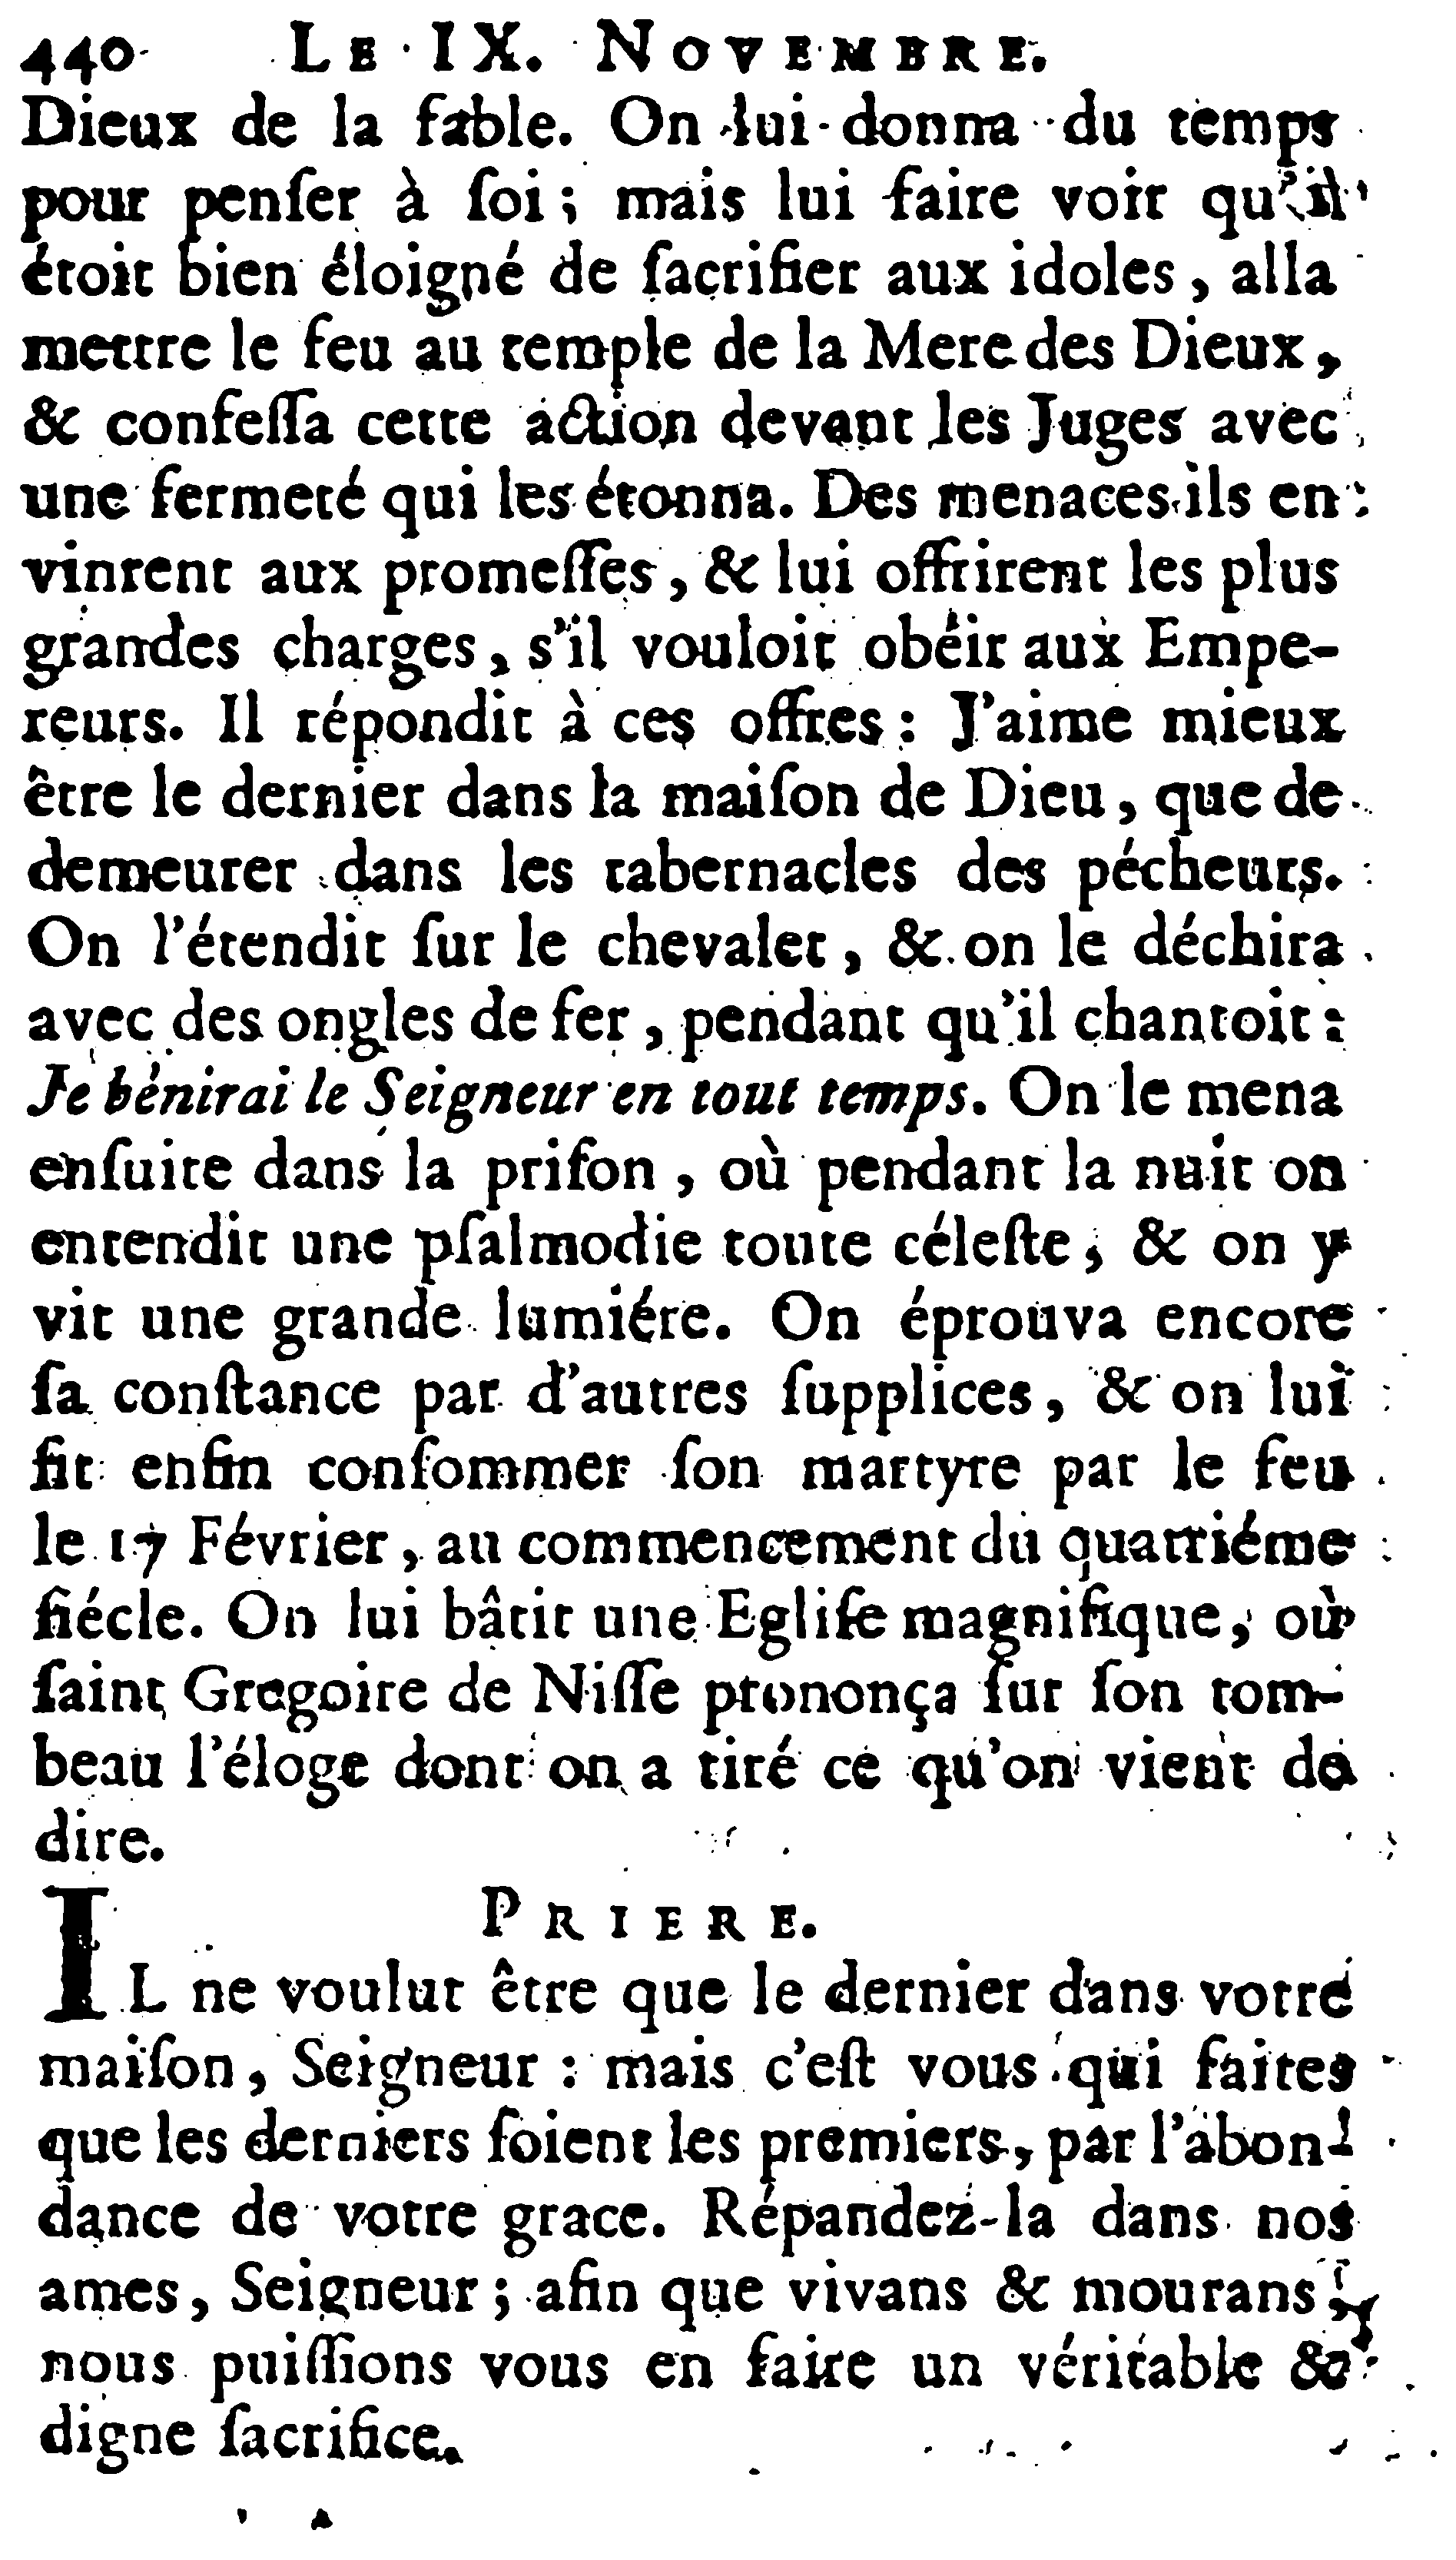 440 LE IX. NOVEMBRE.
Dieux de la fable. On lui donna du temps
pour penſer à ſoi ; mais lui faire voir qu'il
étoit bien éloigné de ſacrifier aux idoles, alla
mettre le feu au temple de la Mere des Dieux,
& confeſſa cette action devant les Juges avec
une fermeté qui les étonna. Des menaces ils en
vinrent aux promeſſes, & lui offrirent les plus
grandes charges, s'il vouloit obéir aux Empe-
reurs. Il répondit à ces offres : J'aime mieux
être le dernier dans la maiſon de Dieu, que de
demeurer dans les tabernacles des pécheurs.
On l'étendit ſur le chevalet, & on le déchira
avec des ongles de fer, pendant qu'il chantoit :
Je bénirai le Seigneur en tout temps. On le mena
enſuite dans la priſon, où pendant la nuit on
entendit une pſalmodie toute céleſte, & on y
vit une grande lumiére. On éprouva encore
ſa conſtance par d'autres ſupplices, & on lui
fit enfin conſommer ſon martyre par le feu
le 17 Février, au commencement du quatriéme
ſiécle. On lui bâtit une Egliſe magnifique, où
ſaint Gregoire de Niſſe prononça ſur ſon tom-
beau l'éloge dont on a tiré ce qu'on vient de
dire.
PRIERE.
IL ne voulut être que le dernier dans votre
maiſon, Seigneur : mais c'eſt vous qui faites
que les derniers ſoient les premiers, par l'abon-
dance de votre grace. Répandez-la dans nos
ames, Seigneur ; afin que vivans & mourans,
nous puiſſions vous en faire un véritable &
digne ſacrifice.